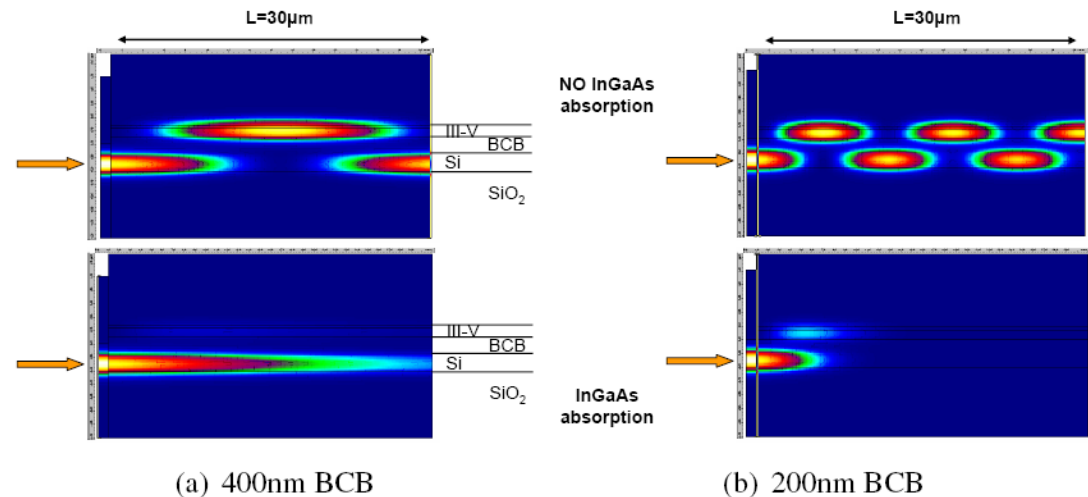 L=30µm
L=30µm
NO InGaAs
absorption
III-V
BCB
Si
SiO₂
III-V
BCB
Si
SiO₂
InGaAs
absorption
(a) 400nm BCB
(b) 200nm BCB